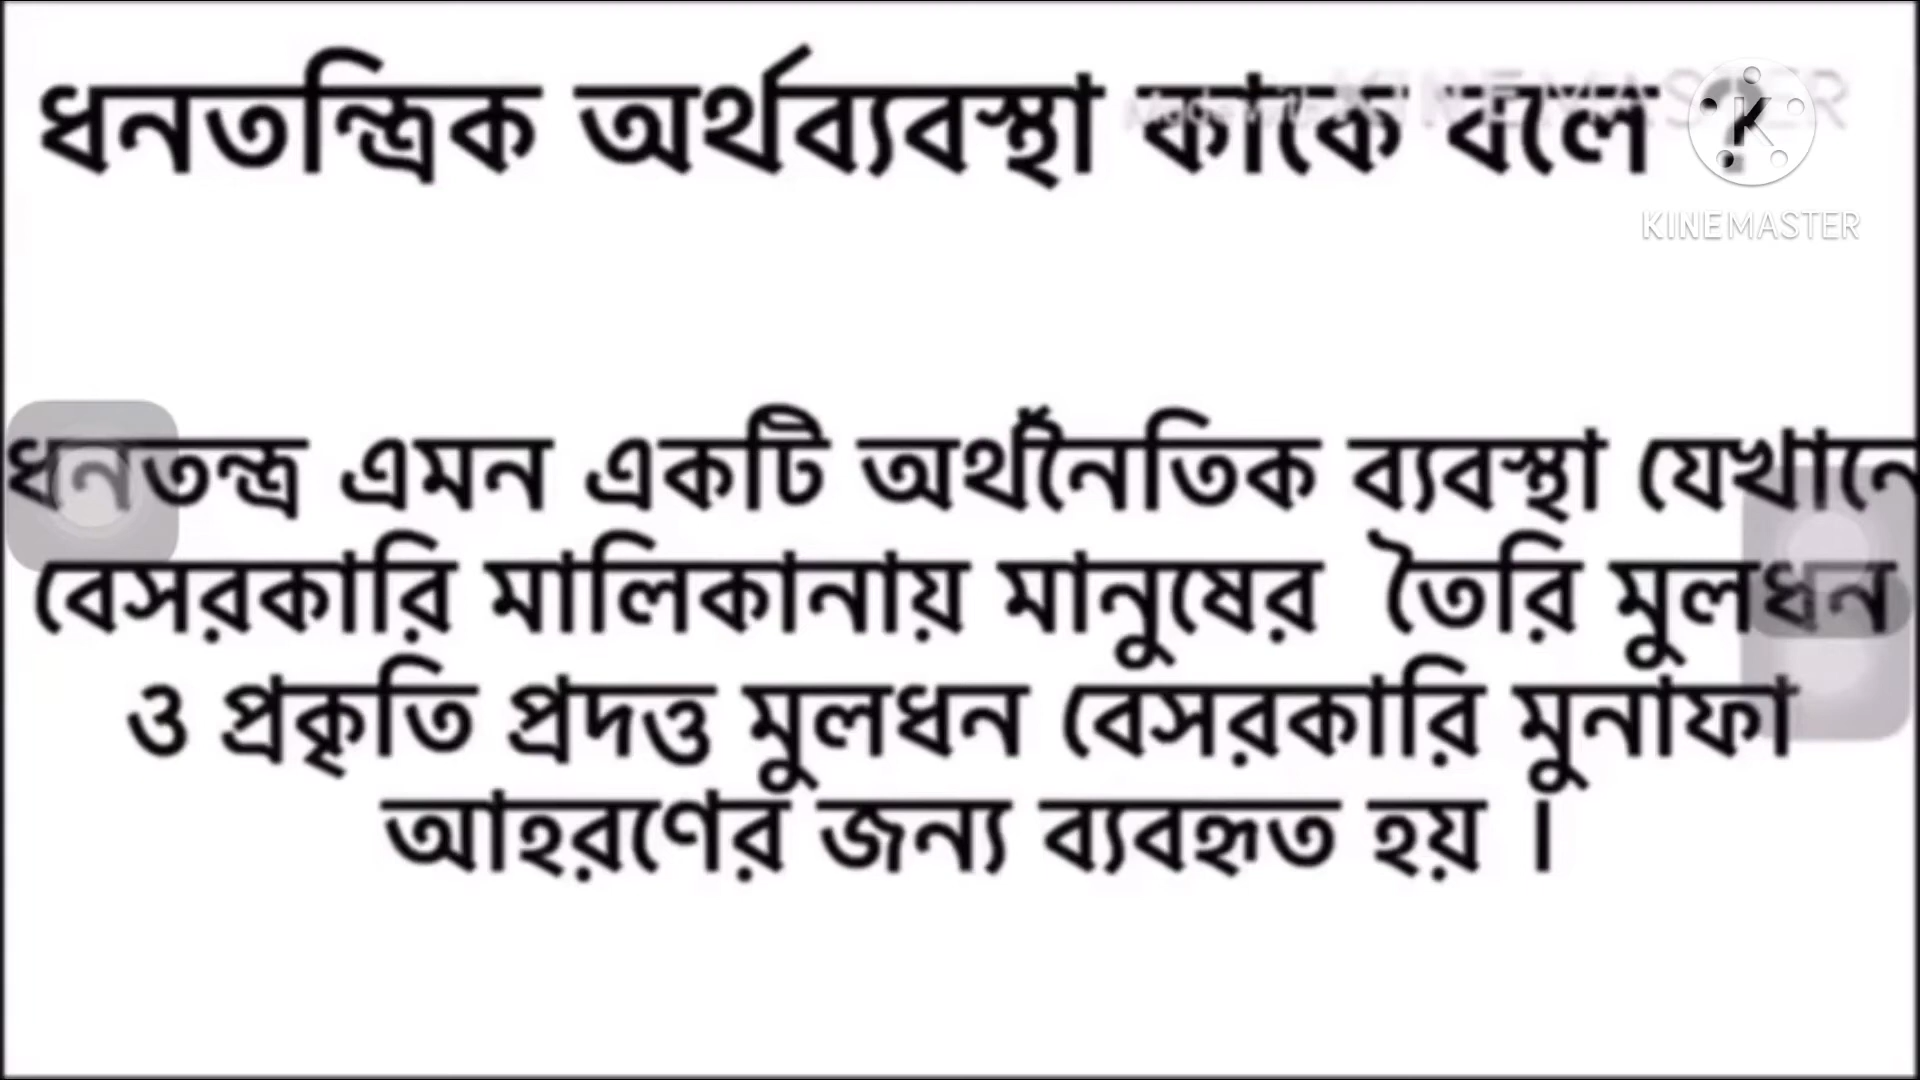 ধনতন্ত্রিক অর্থব্যবস্থা কাকে বলে ?
KINEMASTER
ধনতন্ত্র এমন একটি অর্থনৈতিক ব্যবস্থা যেখানে
বেসরকারি মালিকানায় মানুষের তৈরি মুলধন
ও প্রকৃতি প্রদত্ত মুলধন বেসরকারি মুনাফা
আহরণের জন্য ব্যবহৃত হয় ।